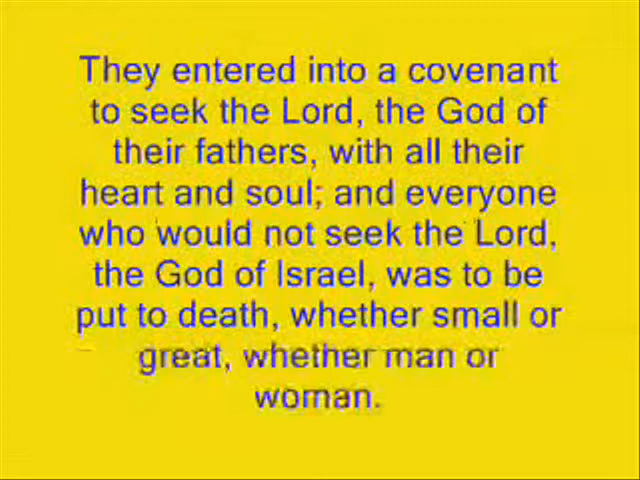 They entered into a covenant
to seek the Lord, the God of
their fathers, with all their
heart and soul; and everyone
who would not seek the Lord,
the God of Israel, was to be
put to death, whether small or
great, whether man or
woman.